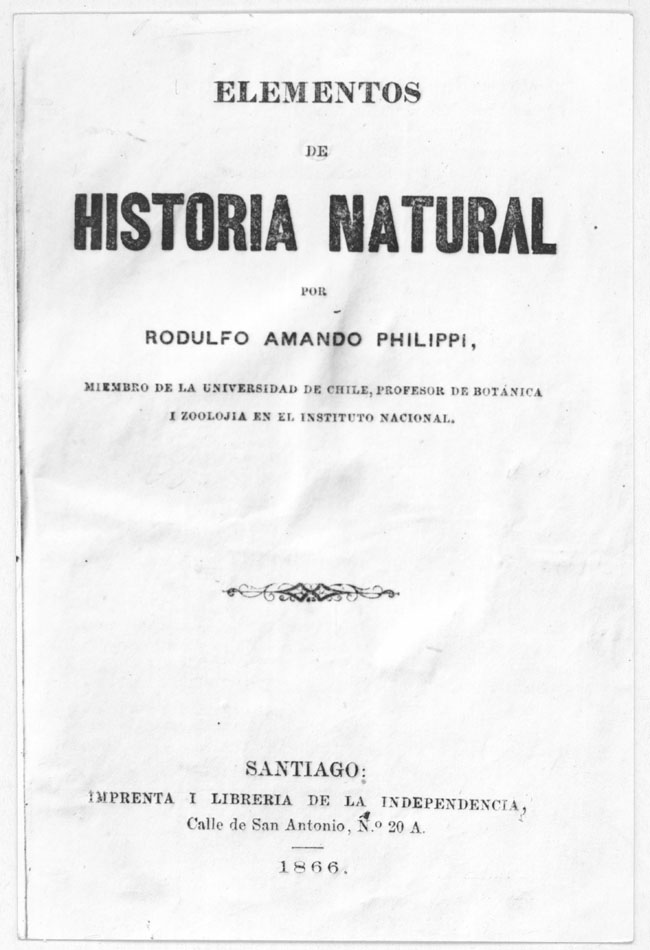 ELEMENTOS
DE
HISTORIA NATURAL
POR
RODULFO AMANDO PHILIPPI,
MIEMBRO DE LA UNIVERSIDAD DE CHILE, PROFESOR DE BOTÁNICA
I ZOOLOJIA EN EL INSTITUTO NACIONAL.
SANTIAGO:
IMPRENTA I LIBRERIA DE LA INDEPENDENCIA,
Calle de San Antonio, N.º 20 A.
1866.